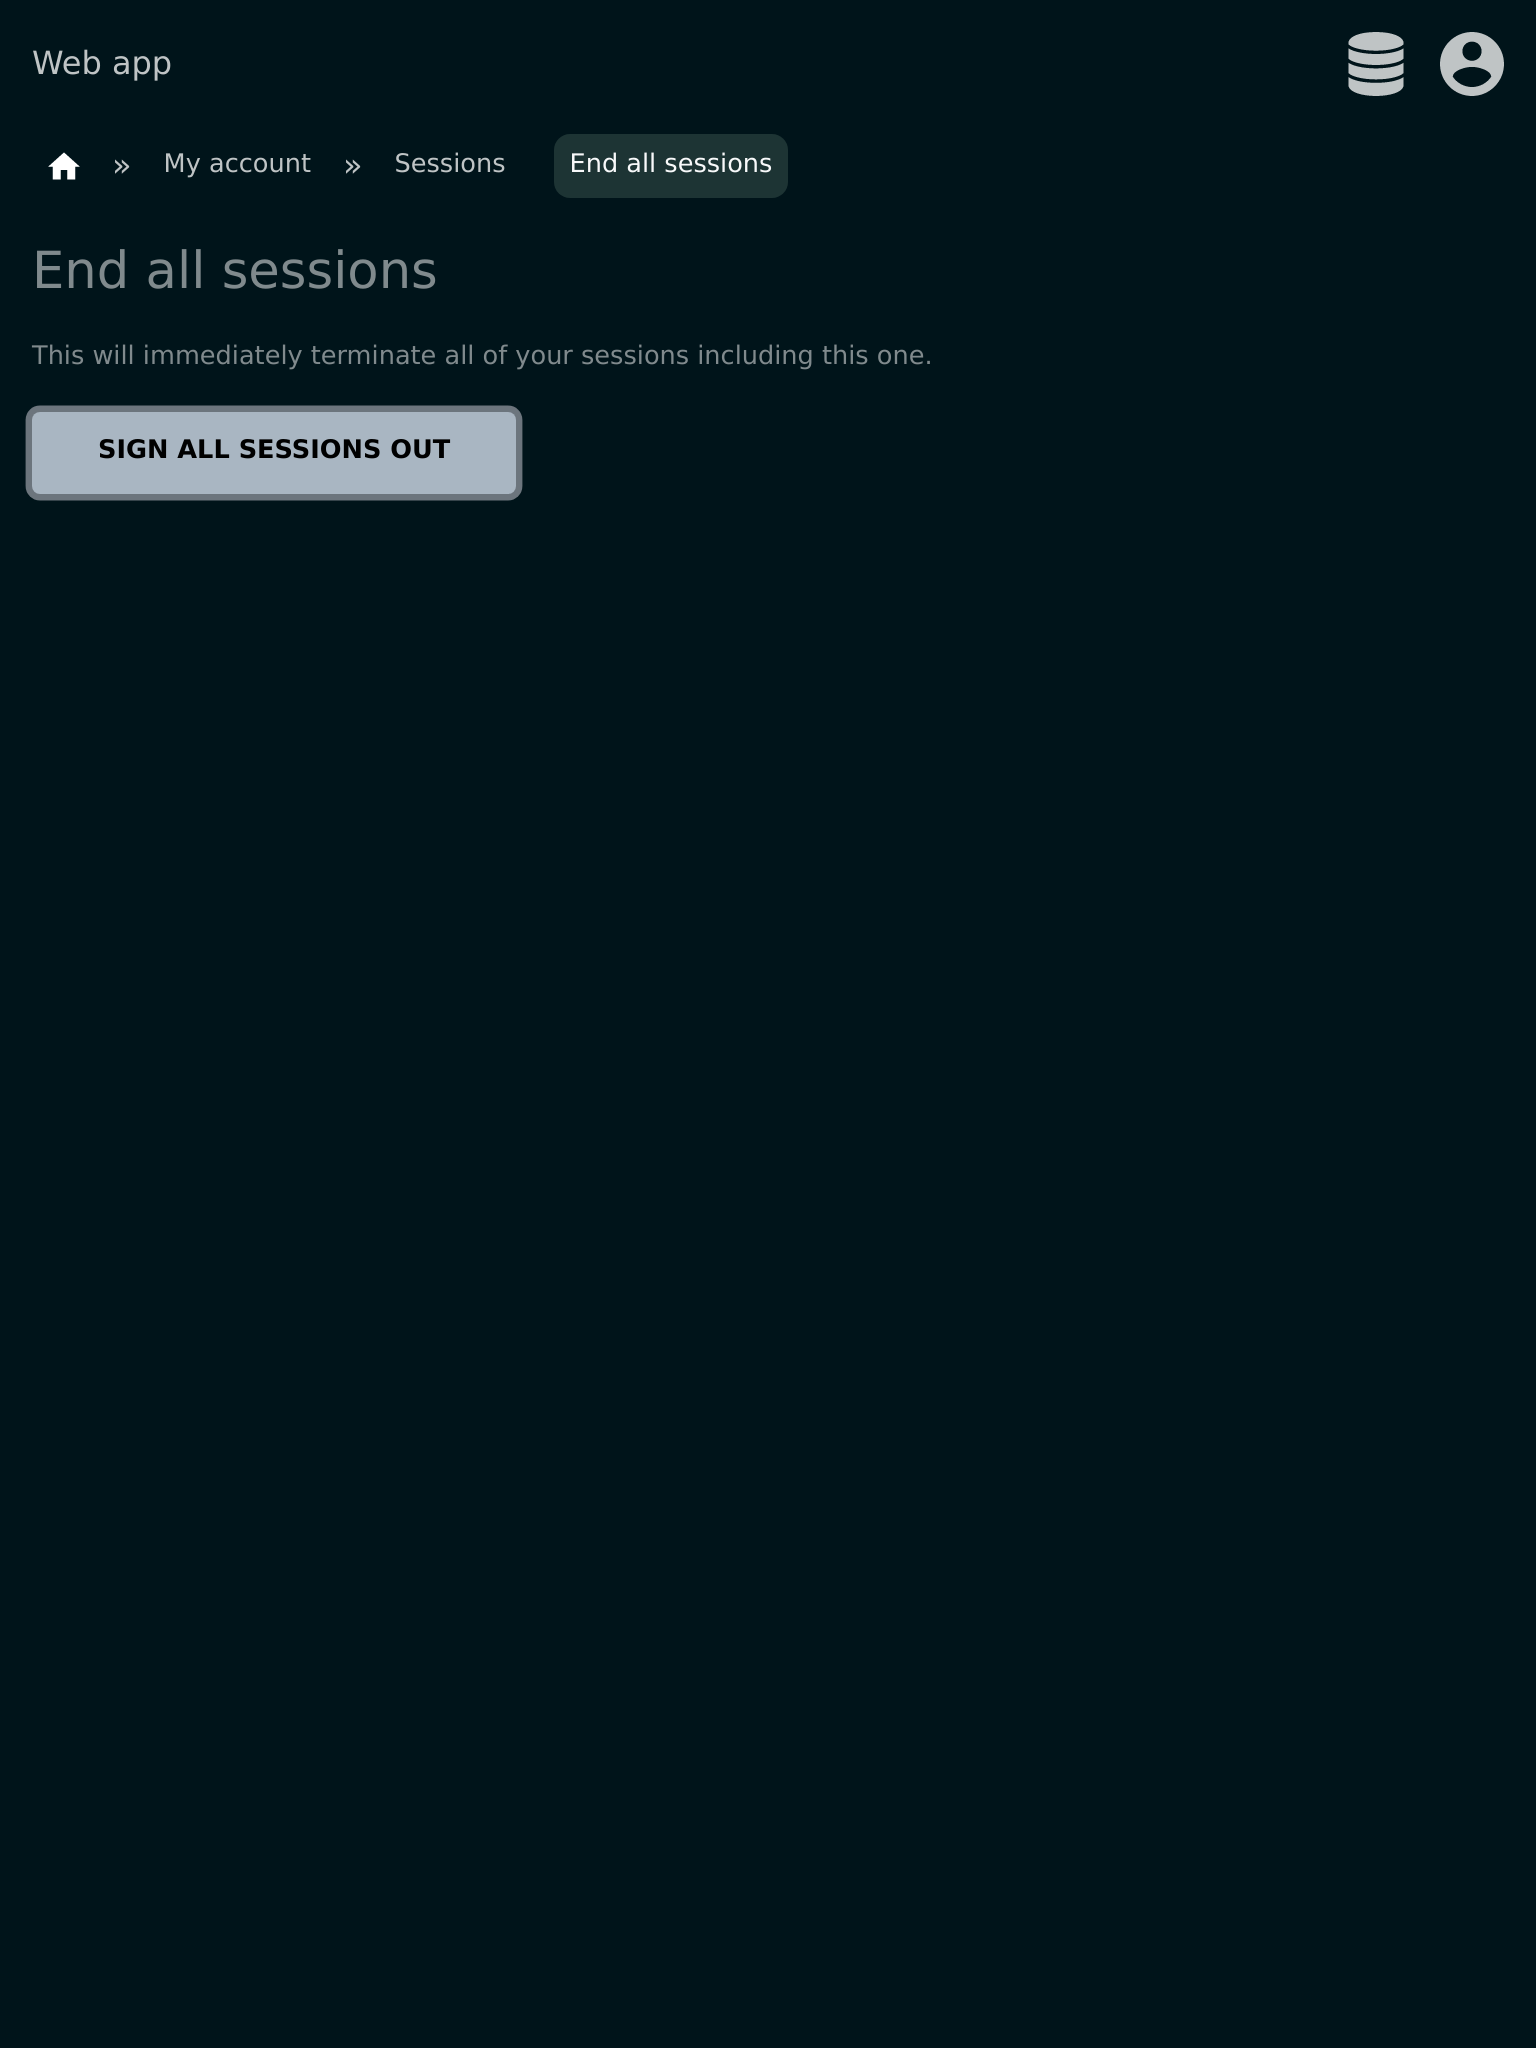 Web app
» My account » Sessions End all sessions
End all sessions
This will immediately terminate all of your sessions including this one.
SIGN ALL SESSIONS OUT